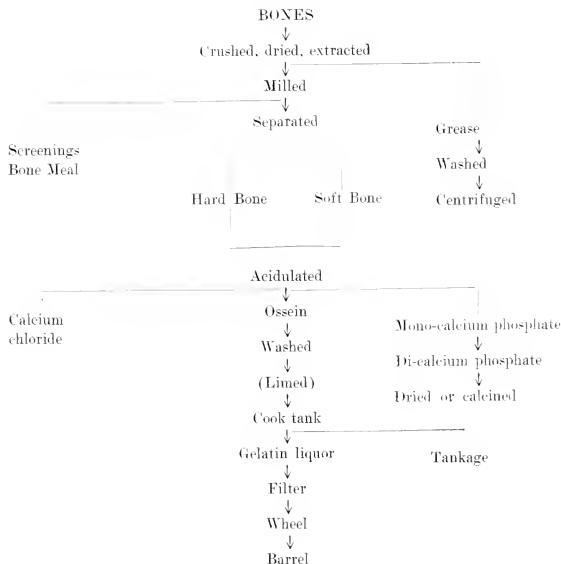 BONES
Crushed, dried, extracted
Milled
Separated
Grease
Screenings
Bone Meal
Washed
Hard Bone
Soft Bone
Centrifuged
Acidulated
Calcium
chloride
Ossein
Mono-calcium phosphate
Washed
Di-calcium phosphate
(Limed)
Dried or calcined
Cook tank
Gelatin liquor
Tankage
Filter
Wheel
Barrel